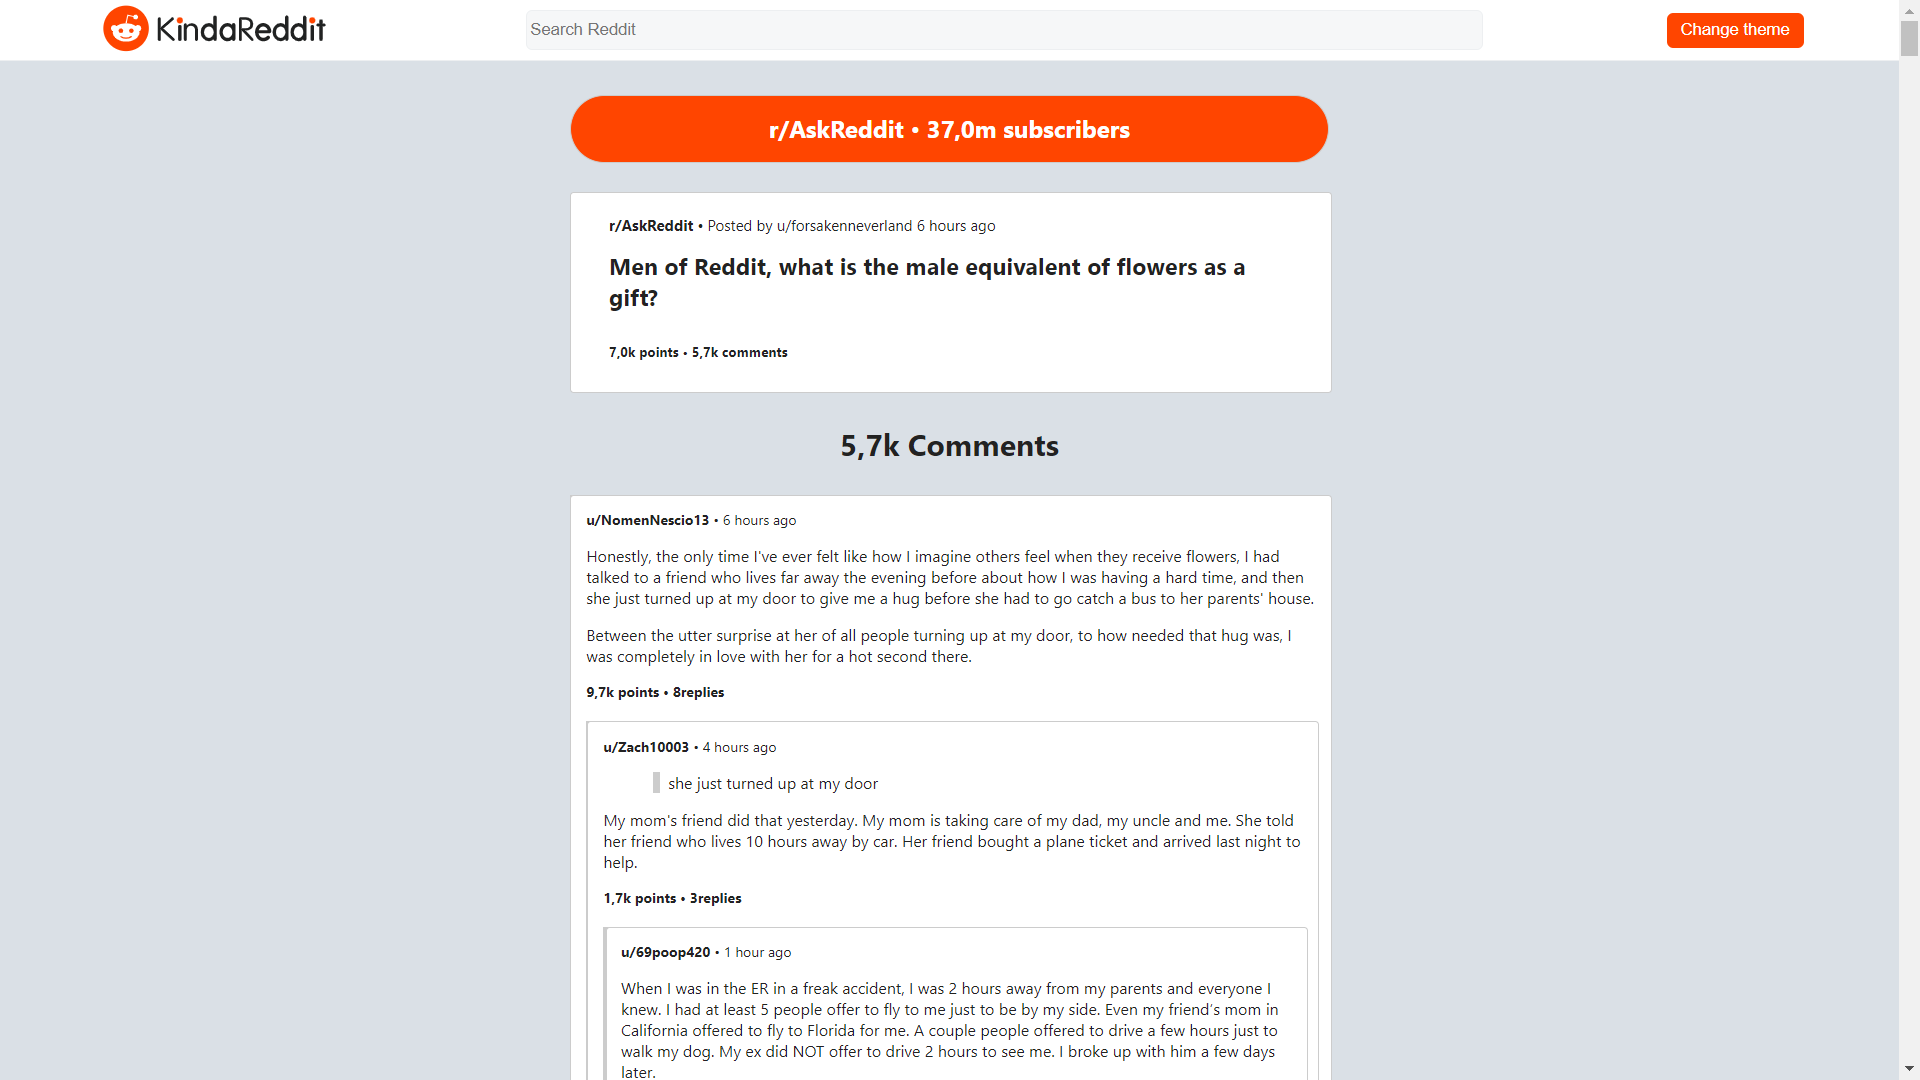 KindaReddit
Search Reddit
Change theme
r/AskReddit • 37,0m subscribers
r/AskReddit • Posted by u/forsakenneverland 6 hours ago
Men of Reddit, what is the male equivalent of flowers as a
gift?
7,0k points • 5,7k comments
5,7k Comments
u/NomenNescio13 • 6 hours ago
Honestly, the only time I've ever felt like how I imagine others feel when they receive flowers, I had
talked to a friend who lives far away the evening before about how I was having a hard time, and then
she just turned up at my door to give me a hug before she had to go catch a bus to her parents' house.
Between the utter surprise at her of all people turning up at my door, to how needed that hug was, I
was completely in love with her for a hot second there.
9,7k points • 8replies
u/Zach10003 • 4 hours ago
she just turned up at my door
My mom's friend did that yesterday. My mom is taking care of my dad, my uncle and me. She told
her friend who lives 10 hours away by car. Her friend bought a plane ticket and arrived last night to
help.
1,7k points • 3replies
u/69poop420 • 1 hour ago
When I was in the ER in a freak accident, I was 2 hours away from my parents and everyone I
knew. I had at least 5 people offer to fly to me just to be by my side. Even my friend’s mom in
California offered to fly to Florida for me. A couple people offered to drive a few hours just to
walk my dog. My ex did NOT offer to drive 2 hours to see me. I broke up with him a few days
later.